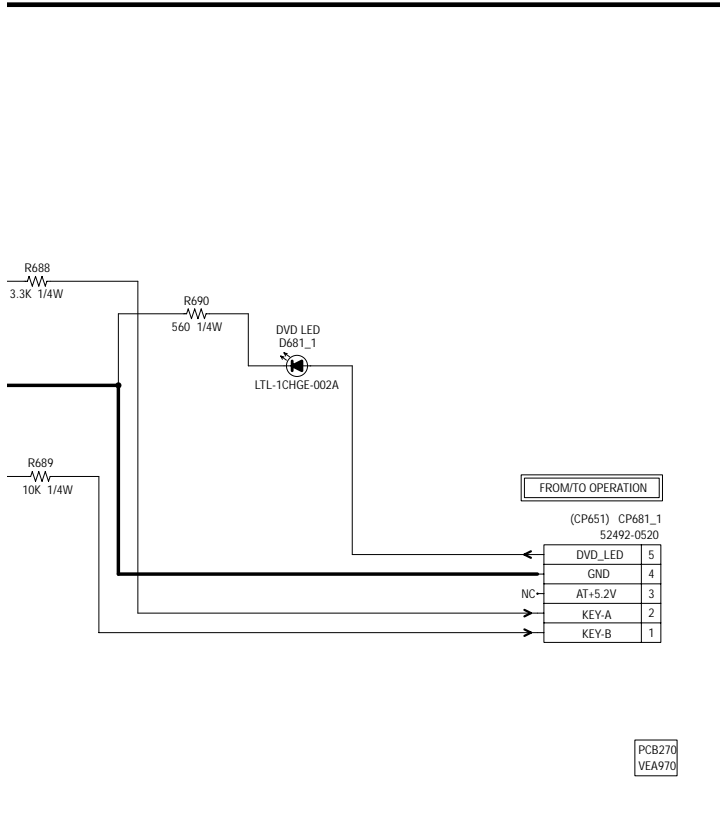 R688
3.3K 1/4W
R690
560 1/4W
DVD LED
D681_1
LTL-1CHGE-002A
R689
10K 1/4W
FROM/TO OPERATION
(CP651) CP681_1
52492-0520
DVD_LED 5
GND 4
NC AT+5.2V 3
KEY-A 2
KEY-B 1
PCB270
VEA970